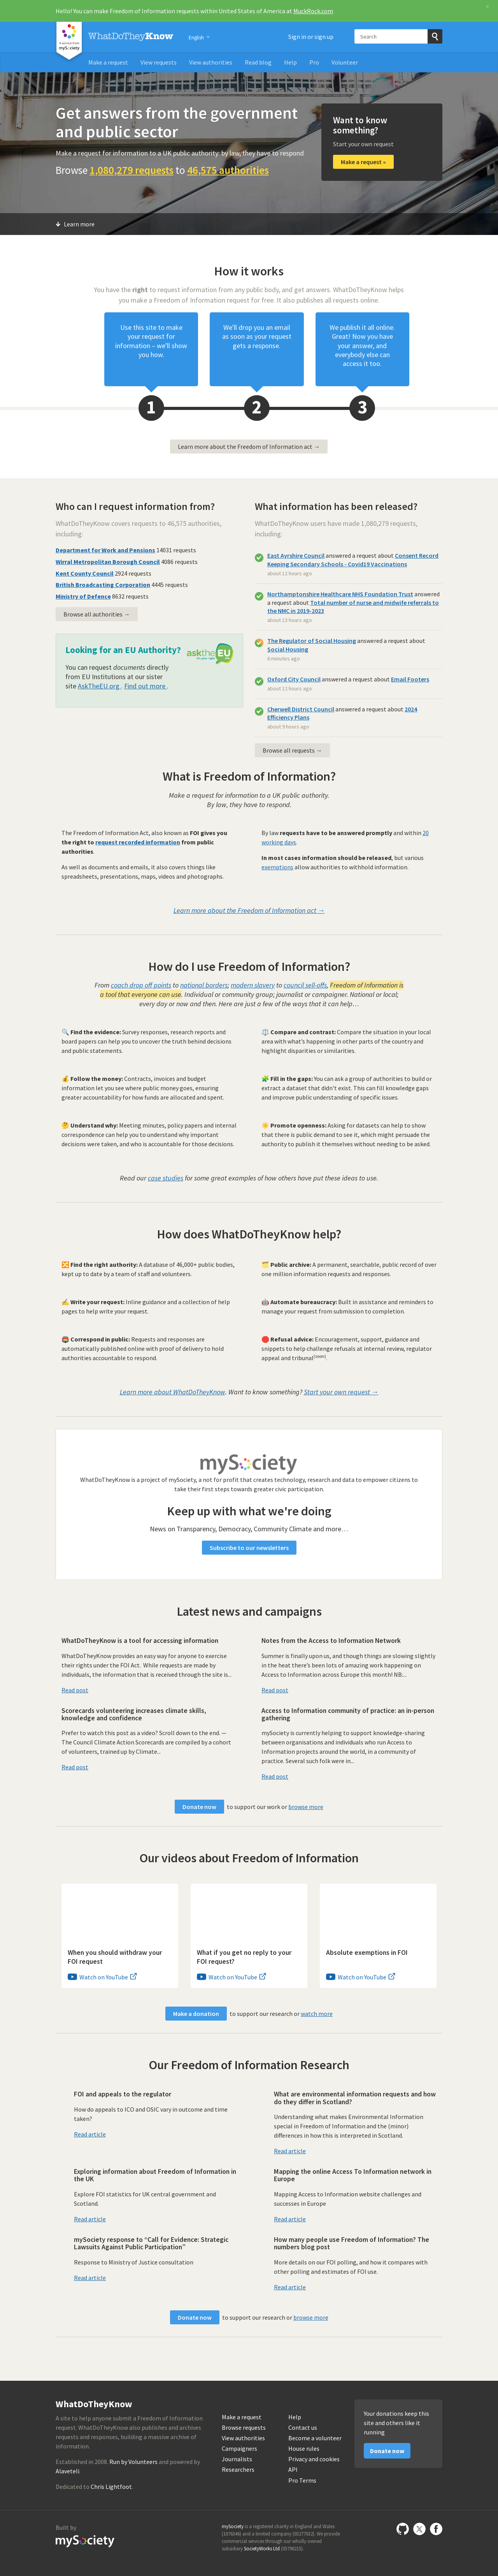 Hello! You can make Freedom of Information requests within United States of America at MuckRock.com
WhatDoTheyKnow
English
Sign in or sign up
Search
Make a request
View requests
View authorities
Read blog
Help
Pro
Volunteer
Get answers from the government
and public sector
Make a request for information to a UK public authority: by law, they have to respond
Browse 1,080,279 requests to 46,575 authorities
Want to know
something?
Start your own request
Make a request »
Learn more
How it works
You have the right to request information from any public body, and get answers. WhatDoTheyKnow helps
you make a Freedom of Information request for free. It also publishes all requests online.
Use this site to make
your request for
information – we'll show
you how.
We'll drop you an email
as soon as your request
gets a response.
We publish it all online.
Great! Now you have
your answer, and
everybody else can
access it too.
1
2
3
Learn more about the Freedom of Information act →
Who can I request information from?
WhatDoTheyKnow covers requests to 46,575 authorities,
including:
Department for Work and Pensions 14031 requests
Wirral Metropolitan Borough Council 4086 requests
Kent County Council 2924 requests
British Broadcasting Corporation 4445 requests
Ministry of Defence 8632 requests
Browse all authorities →
Looking for an EU Authority?
You can request documents directly
from EU Institutions at our sister
site AskTheEU.org . Find out more .
asktheEU
What information has been released?
WhatDoTheyKnow users have made 1,080,279 requests,
including:
East Ayrshire Council answered a request about Consent Record
Keeping Secondary Schools - Covid19 Vaccinations
about 12 hours ago
Northamptonshire Healthcare NHS Foundation Trust answered
a request about Total number of nurse and midwife referrals to
the NMC in 2019-2023
about 13 hours ago
The Regulator of Social Housing answered a request about
Social Housing
6 minutes ago
Oxford City Council answered a request about Email Footers
about 11 hours ago
Cherwell District Council answered a request about 2024
Efficiency Plans
about 9 hours ago
Browse all requests →
What is Freedom of Information?
Make a request for information to a UK public authority.
By law, they have to respond.
The Freedom of Information Act, also known as FOI gives you
the right to request recorded information from public
authorities.
As well as documents and emails, it also covers things like
spreadsheets, presentations, maps, videos and photographs.
By law requests have to be answered promptly and within 20
working days.
In most cases information should be released, but various
exemptions allow authorities to withhold information.
Learn more about the Freedom of Information act →
How do I use Freedom of Information?
From coach drop off points to national borders; modern slavery to council sell-offs, Freedom of Information is
a tool that everyone can use. Individual or community group; journalist or campaigner. National or local;
every day or now and then. Here are just a few of the ways that it can help…
🔍 Find the evidence: Survey responses, research reports and
board papers can help you to uncover the truth behind decisions
and public statements.
⚖️ Compare and contrast: Compare the situation in your local
area with what's happening in other parts of the country and
highlight disparities or similarities.
💰 Follow the money: Contracts, invoices and budget
information let you see where public money goes, ensuring
greater accountability for how funds are allocated and spent.
🧩 Fill in the gaps: You can ask a group of authorities to build or
extract a dataset that didn't exist. This can fill knowledge gaps
and improve public understanding of specific issues.
🤔 Understand why: Meeting minutes, policy papers and internal
correspondence can help you to understand why important
decisions were taken, and who is accountable for those decisions.
☀️ Promote openness: Asking for datasets can help to show
that there is public demand to see it, which might persuade the
authority to publish it themselves without needing to be asked.
Read our case studies for some great examples of how others have put these ideas to use.
How does WhatDoTheyKnow help?
🔀 Find the right authority: A database of 46,000+ public bodies,
kept up to date by a team of staff and volunteers.
🗂️ Public archive: A permanent, searchable, public record of over
one million information requests and responses.
✍️ Write your request: Inline guidance and a collection of help
pages to help write your request.
🤖 Automate bureaucracy: Built in assistance and reminders to
manage your request from submission to completion.
📮 Correspond in public: Requests and responses are
automatically published online with proof of delivery to hold
authorities accountable to respond.
🛑 Refusal advice: Encouragement, support, guidance and
snippets to help challenge refusals at internal review, regulator
appeal and tribunal(soon).
Learn more about WhatDoTheyKnow. Want to know something? Start your own request →
mySociety
WhatDoTheyKnow is a project of mySociety, a not for profit that creates technology, research and data to empower citizens to
take their first steps towards greater civic participation.
Keep up with what we're doing
News on Transparency, Democracy, Community Climate and more…
Subscribe to our newsletters
Latest news and campaigns
WhatDoTheyKnow is a tool for accessing information
WhatDoTheyKnow provides an easy way for anyone to exercise
their rights under the FOI Act. While requests are made by
individuals, the information that is received through the site is...
Read post
Notes from the Access to Information Network
Summer is finally upon us, and though things are slowing slightly
in the heat there's been lots of amazing work happening on
Access to Information across Europe this month! NB:...
Read post
Scorecards volunteering increases climate skills,
knowledge and confidence
Prefer to watch this post as a video? Scroll down to the end. —
The Council Climate Action Scorecards are compiled by a cohort
of volunteers, trained up by Climate...
Read post
Access to Information community of practice: an in-person
gathering
mySociety is currently helping to support knowledge-sharing
between organisations and individuals who run Access to
Information projects around the world, in a community of
practice. Several such folk were in...
Read post
Donate now to support our work or browse more
Our videos about Freedom of Information
When you should withdraw your
FOI request
Watch on YouTube
What if you get no reply to your
FOI request?
Watch on YouTube
Absolute exemptions in FOI
Watch on YouTube
Make a donation to support our research or watch more
Our Freedom of Information Research
FOI and appeals to the regulator
How do appeals to ICO and OSIC vary in outcome and time
taken?
Read article
What are environmental information requests and how
do they differ in Scotland?
Understanding what makes Environmental Information
special in Freedom of Information and the (minor)
differences in how this is interpreted in Scotland.
Read article
Exploring information about Freedom of Information in
the UK
Explore FOI statistics for UK central government and
Scotland.
Read article
Mapping the online Access To Information network in
Europe
Mapping Access to Information website challenges and
successes in Europe
Read article
mySociety response to “Call for Evidence: Strategic
Lawsuits Against Public Participation”
Response to Ministry of Justice consultation
Read article
How many people use Freedom of Information? The
numbers blog post
More details on our FOI polling, and how it compares with
other polling and estimates of FOI use.
Read article
Donate now to support our research or browse more
WhatDoTheyKnow
A site to help anyone submit a Freedom of Information
request. WhatDoTheyKnow also publishes and archives
requests and responses, building a massive archive of
information.
Established in 2008. Run by Volunteers and powered by
Alaveteli.
Dedicated to Chris Lightfoot.
Make a request
Browse requests
View authorities
Campaigners
Journalists
Researchers
Help
Contact us
Become a volunteer
House rules
Privacy and cookies
API
Pro Terms
Your donations keep this
site and others like it
running
Donate now
Built by
mySociety
mySociety is a registered charity in England and Wales
(1076346) and a limited company (03277032). We provide
commercial services through our wholly owned
subsidiary SocietyWorks Ltd (05798215).